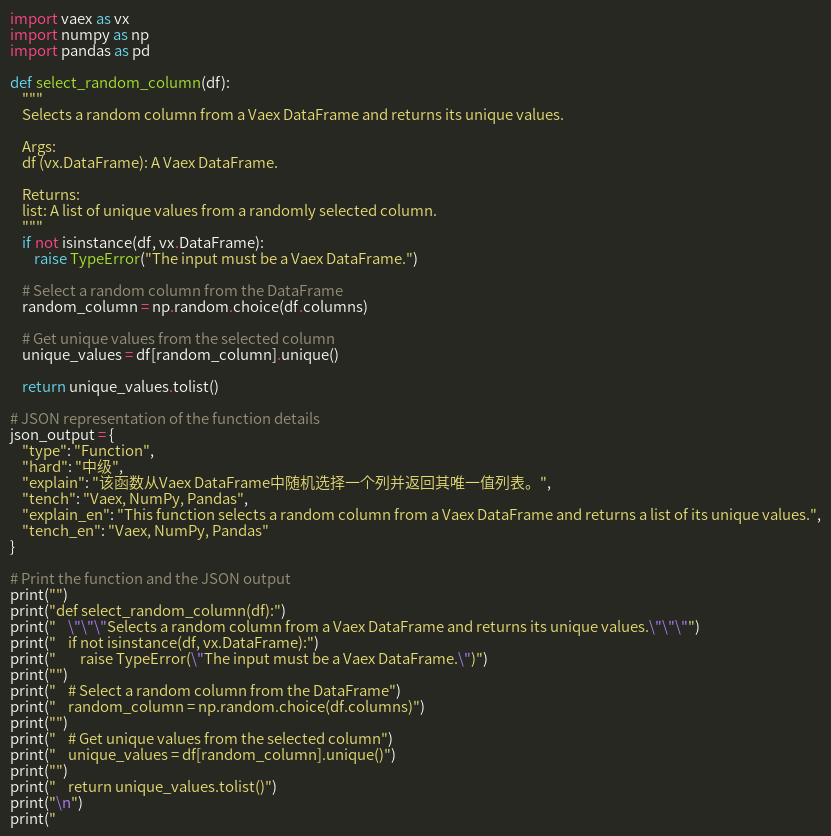 import vaex as vx
import numpy as np
import pandas as pd

def select_random_column(df):
    """
    Selects a random column from a Vaex DataFrame and returns its unique values.

    Args:
    df (vx.DataFrame): A Vaex DataFrame.

    Returns:
    list: A list of unique values from a randomly selected column.
    """
    if not isinstance(df, vx.DataFrame):
        raise TypeError("The input must be a Vaex DataFrame.")

    # Select a random column from the DataFrame
    random_column = np.random.choice(df.columns)

    # Get unique values from the selected column
    unique_values = df[random_column].unique()

    return unique_values.tolist()

# JSON representation of the function details
json_output = {
    "type": "Function",
    "hard": "中级",
    "explain": "该函数从Vaex DataFrame中随机选择一个列并返回其唯一值列表。",
    "tench": "Vaex, NumPy, Pandas",
    "explain_en": "This function selects a random column from a Vaex DataFrame and returns a list of its unique values.",
    "tench_en": "Vaex, NumPy, Pandas"
}

# Print the function and the JSON output
print("")
print("def select_random_column(df):")
print("    \"\"\"Selects a random column from a Vaex DataFrame and returns its unique values.\"\"\"")
print("    if not isinstance(df, vx.DataFrame):")
print("        raise TypeError(\"The input must be a Vaex DataFrame.\")")
print("")
print("    # Select a random column from the DataFrame")
print("    random_column = np.random.choice(df.columns)")
print("")
print("    # Get unique values from the selected column")
print("    unique_values = df[random_column].unique()")
print("")
print("    return unique_values.tolist()")
print("\n")
print("